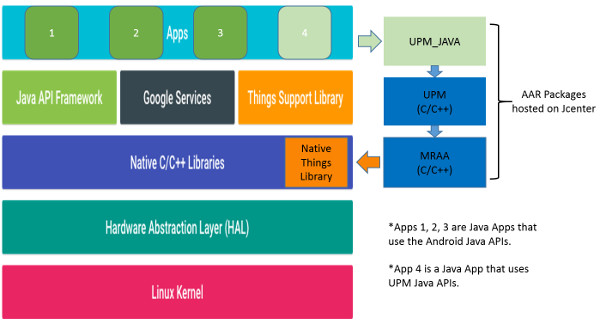 1
2
Apps
3
4
UPM_JAVA
Java API Framework
Google Services
Things Support Library
UPM
(C/C++)
AAR Packages
hosted on Jcenter
Native C/C++ Libraries
Native
Things
Library
MRAA
(C/C++)
Hardware Abstraction Layer (HAL)
*Apps 1, 2, 3 are Java Apps that
use the Android Java APIs.
*App 4 is a Java App that uses
UPM Java APIs.
Linux Kernel